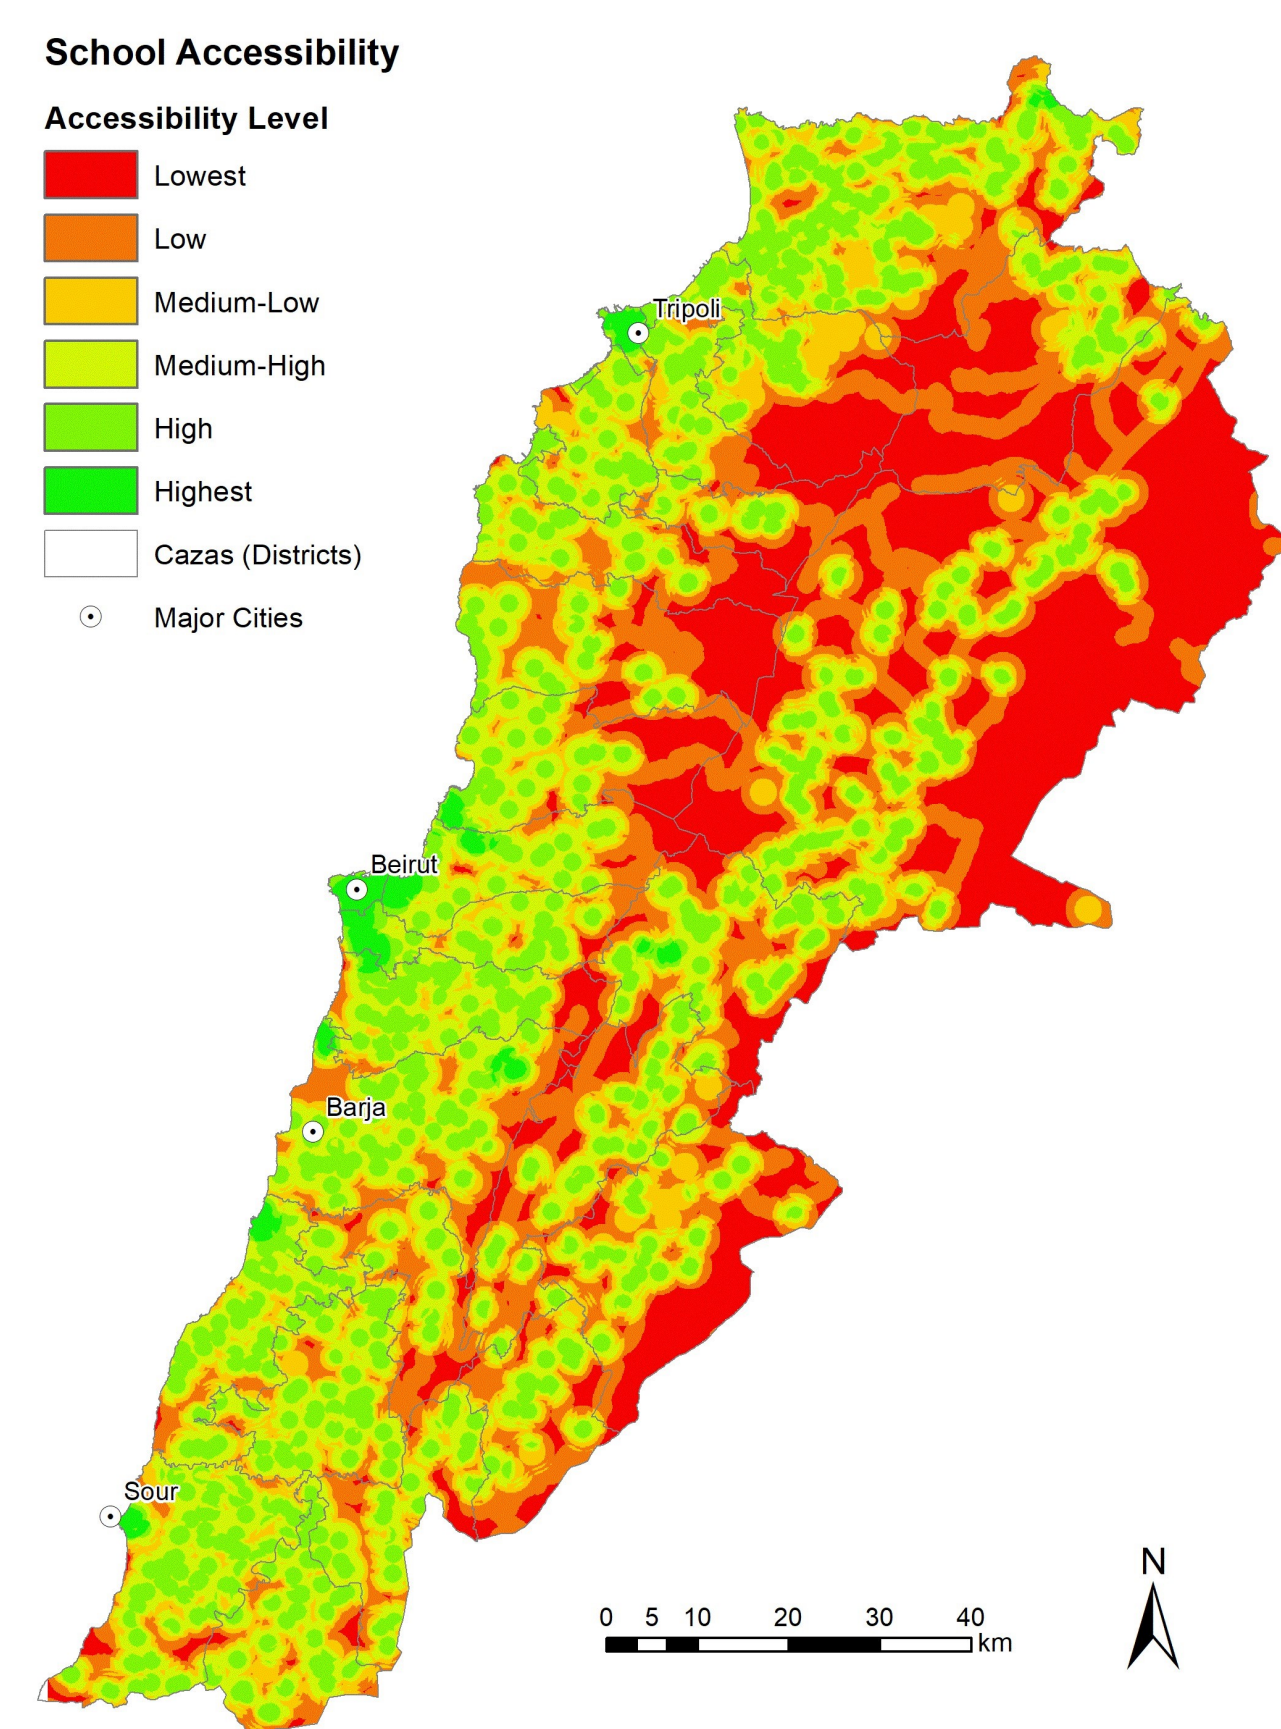 School Accessibility
Accessibility Level
Lowest
Low
Medium-Low
Medium-High
High
Highest
Cazas (Districts)
Major Cities
Tripoli
Beirut
Barja
Sour
N
0 5 10 20 30 40
km